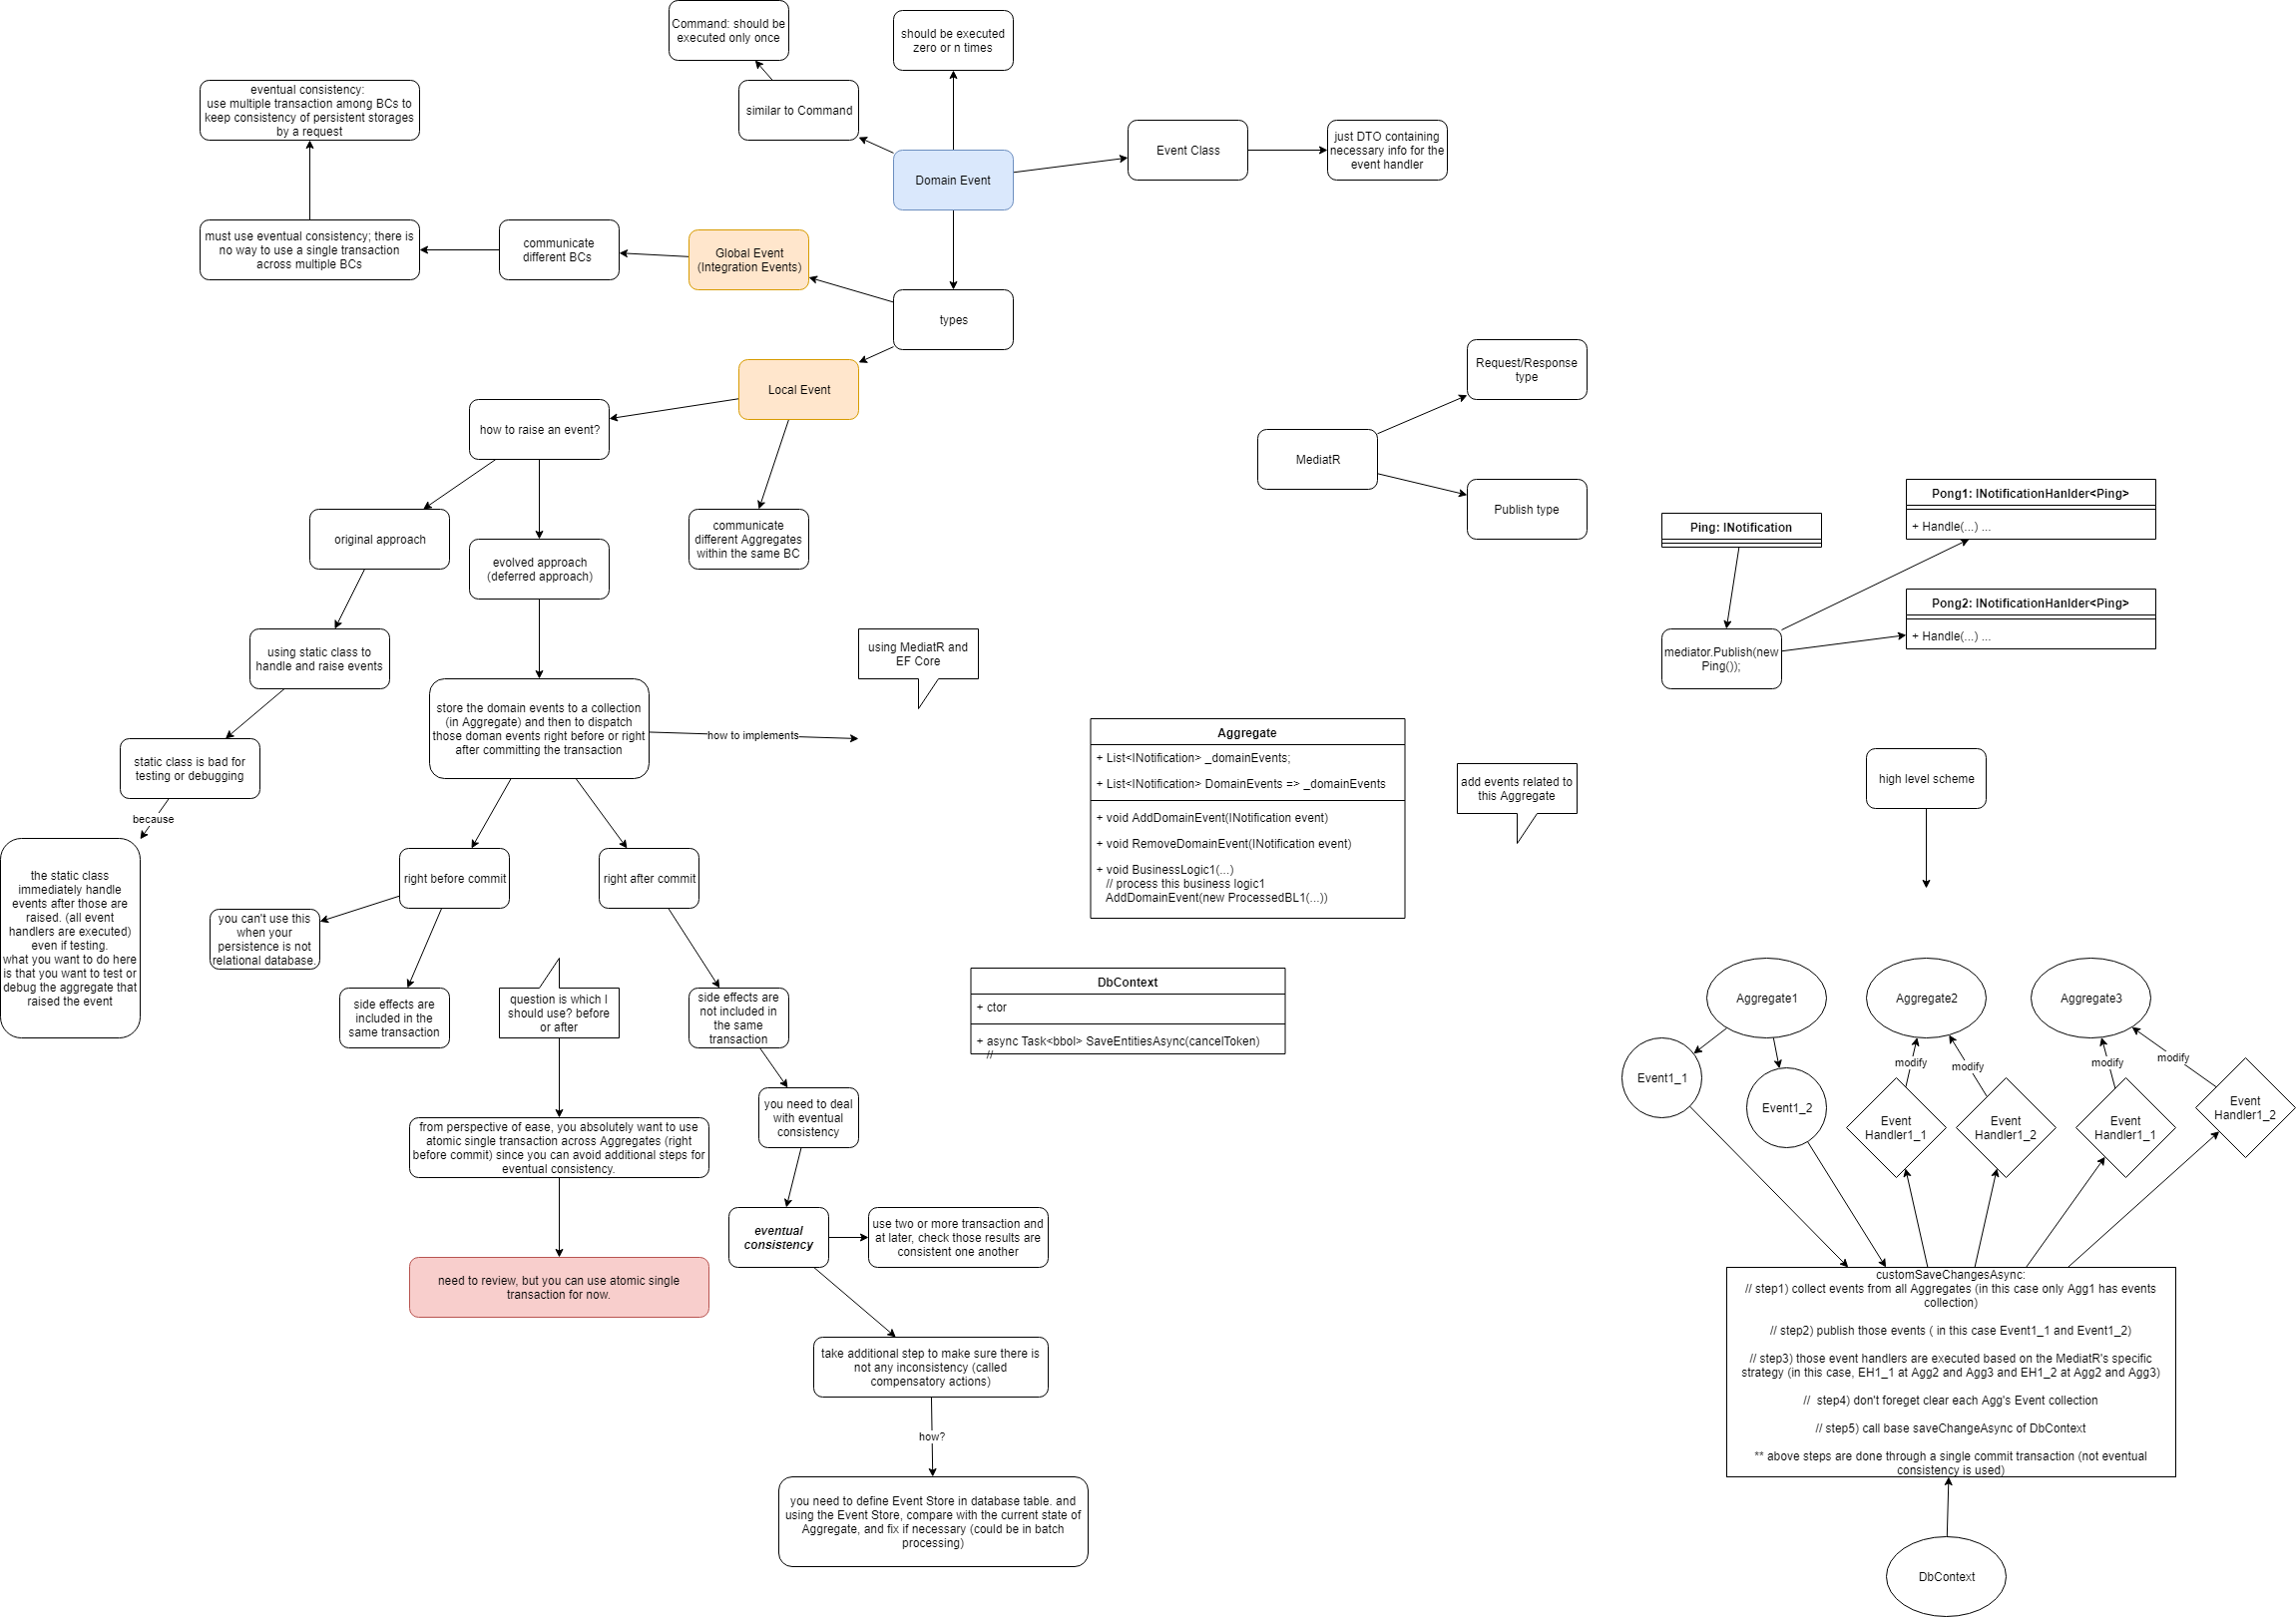 Command: should be
executed only once
should be executed
zero or n times
similar to Command
eventual consistency:
use multiple transaction among BCs to
keep consistency of persistent storages
by a request
Domain Event
Event Class
just DTO containing
necessary info for the
event handler
must use eventual consistency; there is
no way to use a single transaction
across multiple BCs
communicate
different BCs
Global Event
(Integration Events)
types
Local Event
how to raise an event?
Request/Response
type
MediatR
Publish type
original approach
evolved approach
(deferred approach)
communicate
different Aggregates
within the same BC
Ping: INotification
Pong1: INotificationHanlder<Ping>
+ Handle(...) ...
Pong2: INotificationHanlder<Ping>
+ Handle(...) ...
mediator.Publish(new
Ping());
using static class to
handle and raise events
using MediatR and
EF Core
store the domain events to a collection
(in Aggregate) and then to dispatch
those doman events right before or right
after committing the transaction
how to implements
static class is bad for
testing or debugging
because
the static class
immediately handle
events after those are
raised. (all event
handlers are executed)
even if testing.
what you want to do here
is that you want to test or
debug the aggregate that
raised the event
Aggregate
+ List<INotification> _domainEvents;
+ List<INotification> DomainEvents => _domainEvents
+ void AddDomainEvent(INotification event)
+ void RemoveDomainEvent(INotification event)
+ void BusinessLogic1(...)
// process this business logic1
AddDomainEvent(new ProcessedBL1(...))
add events related to
this Aggregate
high level scheme
right before commit
right after commit
you can't use this
when your
persistence is not
relational database.
side effects are
included in the
same transaction
question is which I
should use? before
or after
side effects are
not included in
the same
transaction
DbContext
+ ctor
+ async Task<bbol> SaveEntitiesAsync(cancelToken)
//
Aggregate1
Aggregate2
Aggregate3
Event1_1
Event1_2
modify
modify
modify
modify
Event
Handler1_1
Event
Handler1_2
Event
Handler1_1
Event
Handler1_2
you need to deal
with eventual
consistency
from perspective of ease, you absolutely want to use
atomic single transaction across Aggregates (right
before commit) since you can avoid additional steps for
eventual consistency.
eventual
consistency
use two or more transaction and
at later, check those results are
consistent one another
need to review, but you can use atomic single
transaction for now.
take additional step to make sure there is
not any inconsistency (called
compensatory actions)
how?
you need to define Event Store in database table. and
using the Event Store, compare with the current state of
Aggregate, and fix if necessary (could be in batch
processing)
customSaveChangesAsync:
// step1) collect events from all Aggregates (in this case only Agg1 has events
collection)
// step2) publish those events ( in this case Event1_1 and Event1_2)
// step3) those event handlers are executed based on the MediatR's specific
strategy (in this case, EH1_1 at Agg2 and Agg3 and EH1_2 at Agg2 and Agg3)
// step4) don't foreget clear each Agg's Event collection
// step5) call base saveChangeAsync of DbContext
** above steps are done through a single commit transaction (not eventual
consistency is used)
DbContext